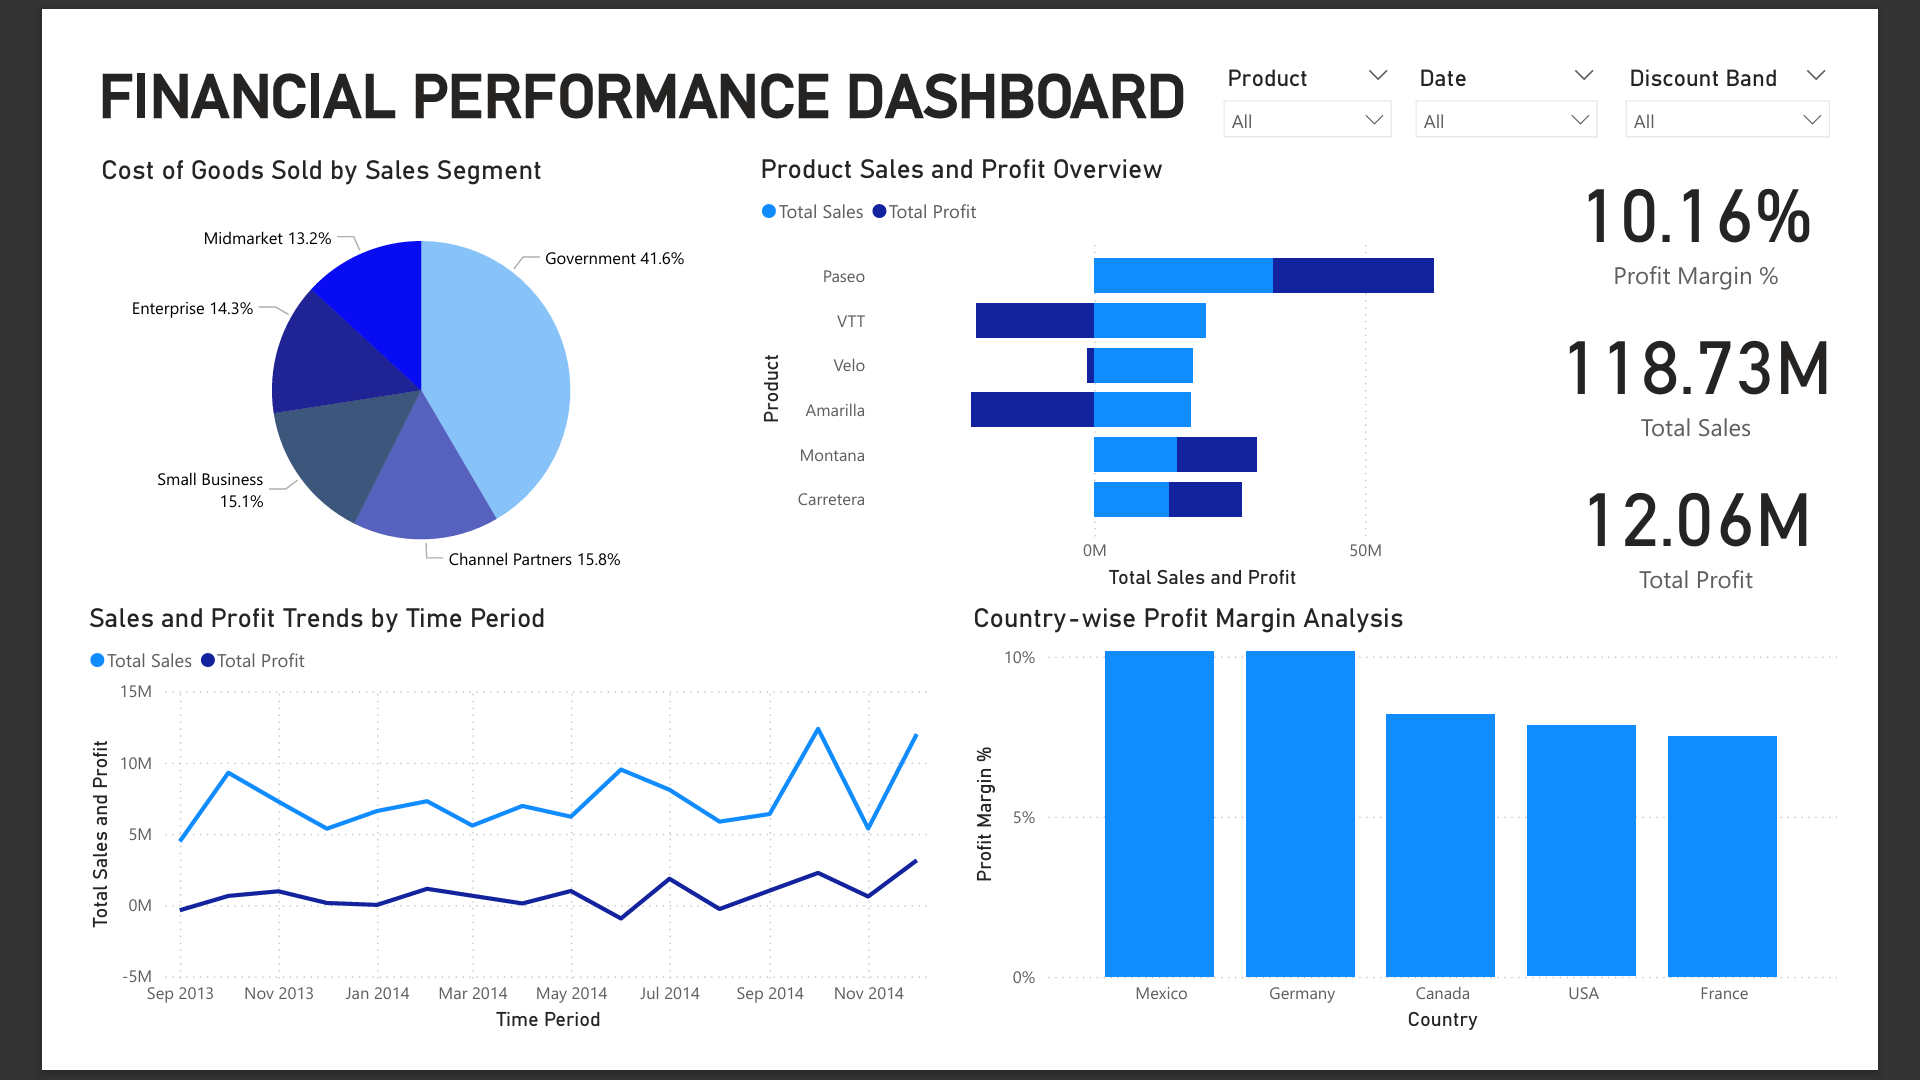 FINANCIAL PERFORMANCE DASHBOARD
Product
All
Date
All
Discount Band
All
Cost of Goods Sold by Sales Segment
Midmarket 13.2%
Government 41.6%
Enterprise 14.3%
Small Business
15.1%
Channel Partners 15.8%
Product Sales and Profit Overview
Total Sales Total Profit
Product
Paseo
VTT
Velo
Amarilla
Montana
Carretera
0M 50M
Total Sales and Profit
10.16%
Profit Margin %
118.73M
Total Sales
12.06M
Total Profit
Sales and Profit Trends by Time Period
Total Sales Total Profit
Total Sales and Profit
15M
10M
5M
0M
-5M
Sep 2013 Nov 2013 Jan 2014 Mar 2014 May 2014 Jul 2014 Sep 2014 Nov 2014
Time Period
Country-wise Profit Margin Analysis
Profit Margin %
10%
5%
0%
Mexico Germany Canada USA France
Country